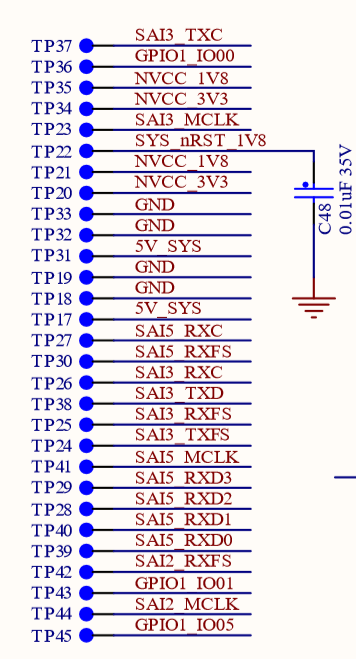 TP37 SAI3_TXC
TP36 GPIO1_IO00
TP35 NVCC_1V8
TP34 NVCC_3V3
TP23 SAI3_MCLK
TP22 SYS_nRST_1V8
TP21 NVCC_1V8
TP20 NVCC_3V3
TP33 GND
TP32 GND
TP31 5V_SYS
TP19 GND
TP18 GND
TP17 5V_SYS
TP27 SAI5_RXC
TP30 SAI5_RXFS
TP26 SAI3_RXC
TP38 SAI3_TXD
TP25 SAI3_RXFS
TP24 SAI3_TXFS
TP41 SAI5_MCLK
TP29 SAI5_RXD3
TP28 SAI5_RXD2
TP40 SAI5_RXD1
TP39 SAI5_RXD0
TP42 SAI2_RXFS
TP43 GPIO1_IO01
TP44 SAI2_MCLK
TP45 GPIO1_IO05
C48
0.01uF 35V